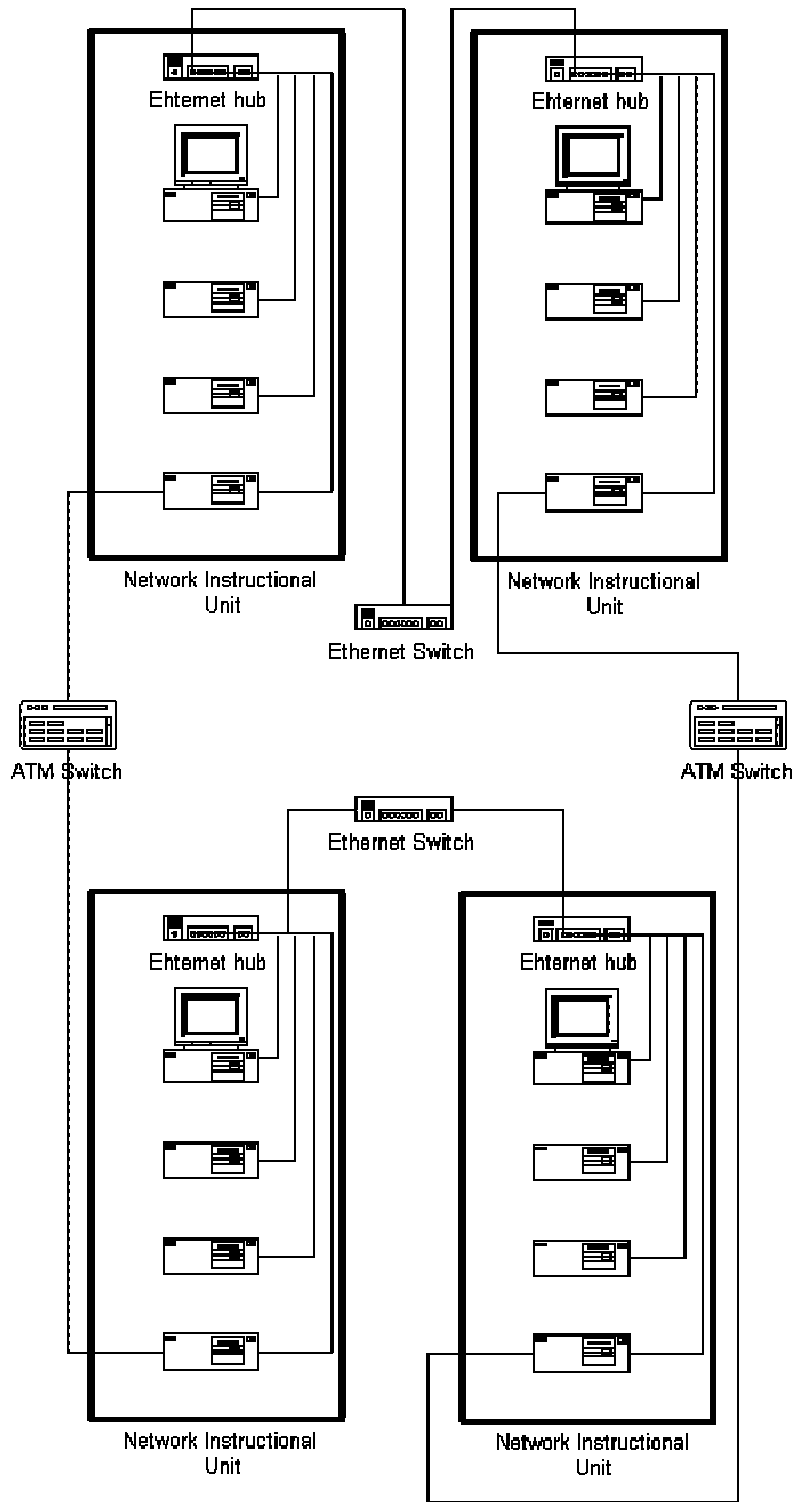 Ehternet hub
Ehternet hub
Network Instructional
Unit
Network Instructional
Unit
Ethernet Switch
ATM Switch
ATM Switch
Ethernet Switch
Ehternet hub
Ehternet hub
Network Instructional
Unit
Network Instructional
Unit